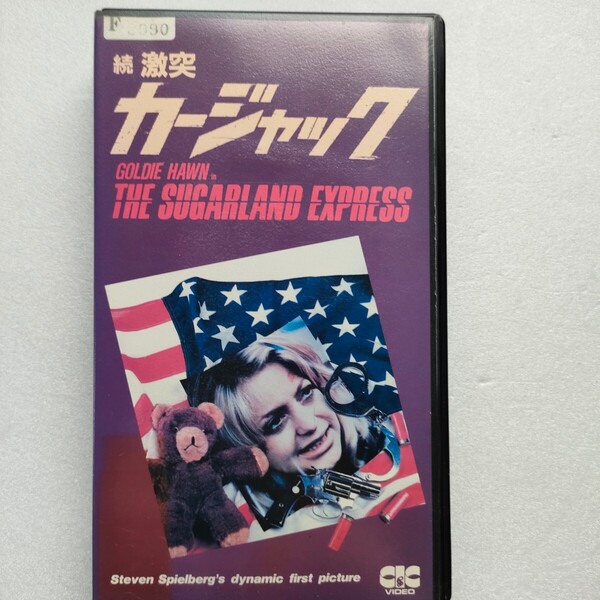 F 2090
続 激突
カージャック
GOLDIE HAWN in
THE SUGARLAND EXPRESS
Steven Spielberg's dynamic first picture
CIC
VIDEO